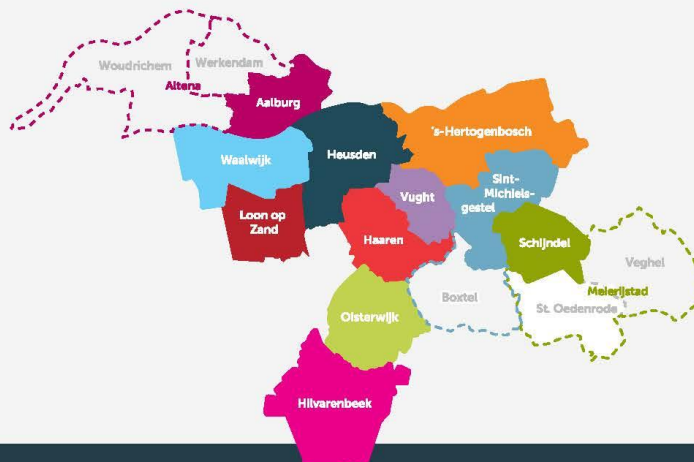 Woudrichem
Werkendam
Altena
Aalburg
's-Hertogenbosch
Waalwijk
Heusden
Sint-
Michiels-
gestel
Vught
Loon op
Zand
Haaren
Schijndel
Veghel
Meierijstad
Boxtel
St. Oedenrode
Oisterwijk
Hilvarenbeek